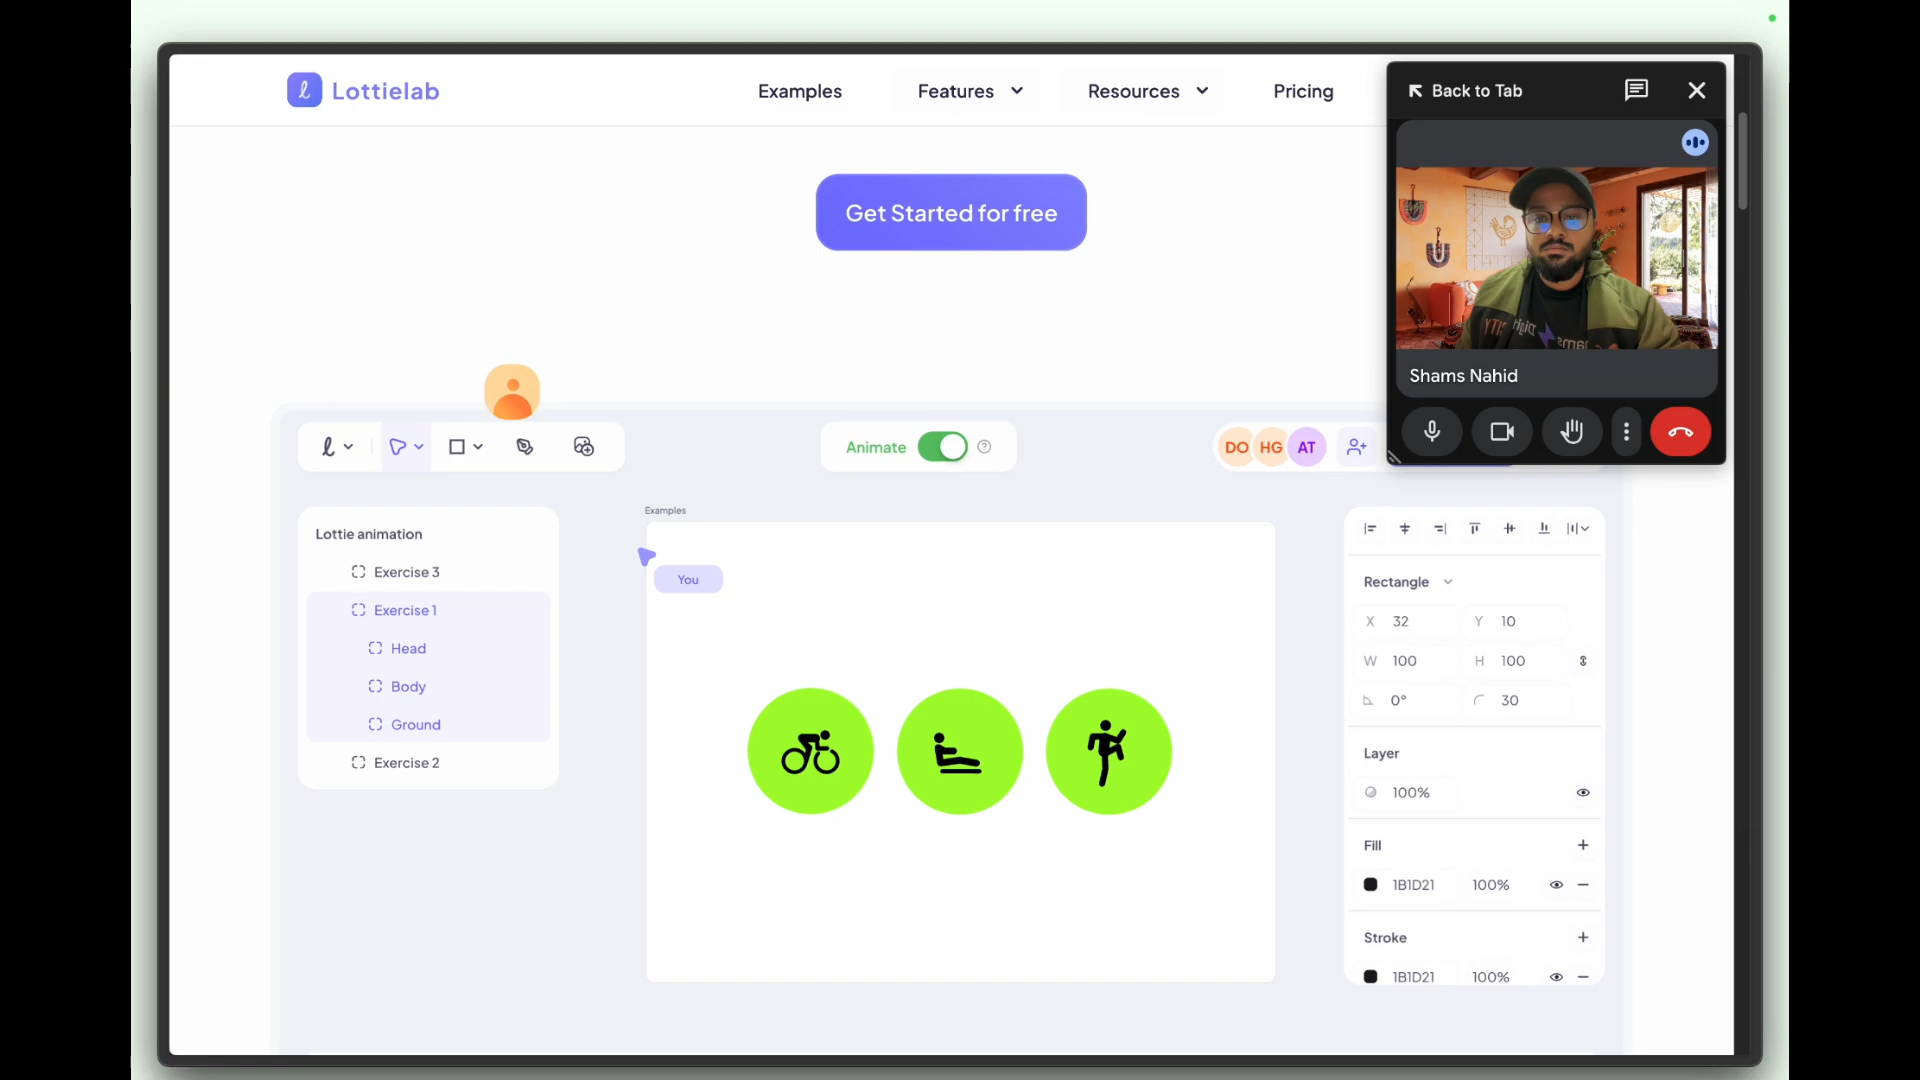 Lottielab
Examples
Features
Resources
Pricing
Back to Tab
Get Started for free
Shams Nahid
Animate
DO
HG
AT
Lottie animation
Exercise 3
Exercise 1
Head
Body
Ground
Exercise 2
Examples
You
Rectangle
X 32 Y 10
W 100 H 100
0° 30
Layer
100%
Fill
1B1D21 100%
Stroke
1B1D21 100%